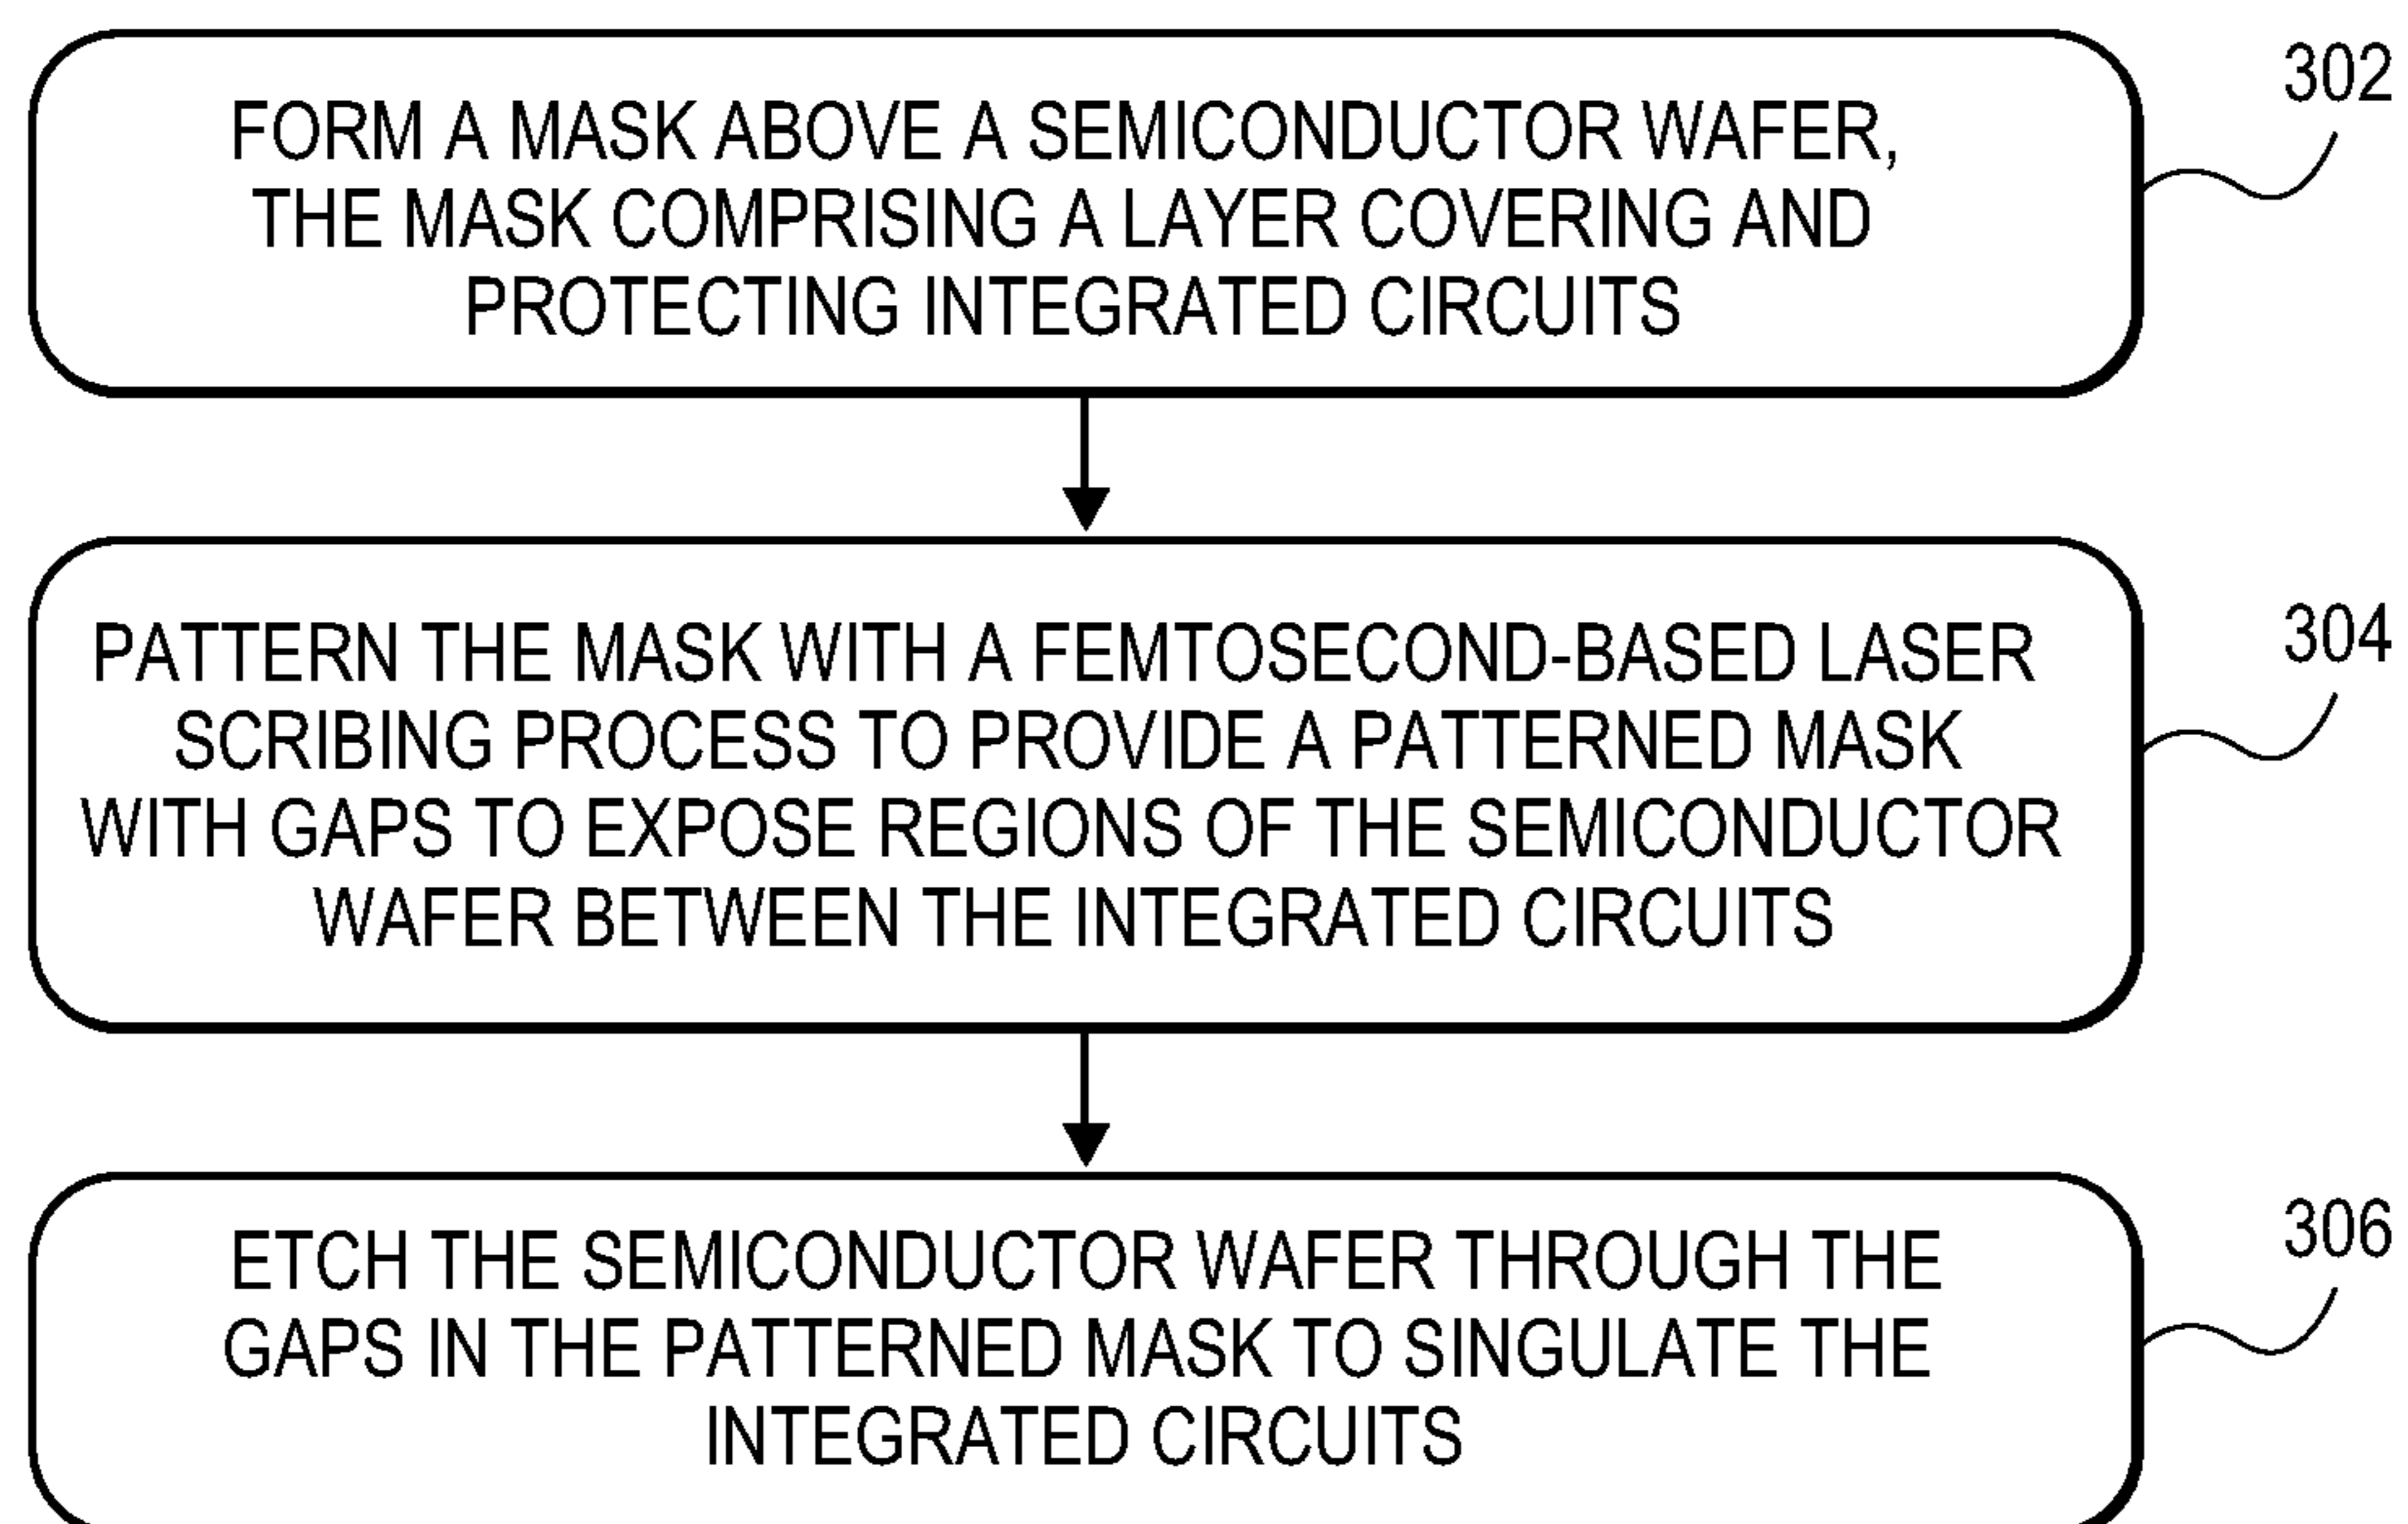 FORM A MASK ABOVE A SEMICONDUCTOR WAFER,
THE MASK COMPRISING A LAYER COVERING AND
PROTECTING INTEGRATED CIRCUITS
302
PATTERN THE MASK WITH A FEMTOSECOND-BASED LASER
SCRIBING PROCESS TO PROVIDE A PATTERNED MASK
WITH GAPS TO EXPOSE REGIONS OF THE SEMICONDUCTOR
WAFER BETWEEN THE INTEGRATED CIRCUITS
304
ETCH THE SEMICONDUCTOR WAFER THROUGH THE
GAPS IN THE PATTERNED MASK TO SINGULATE THE
INTEGRATED CIRCUITS
306